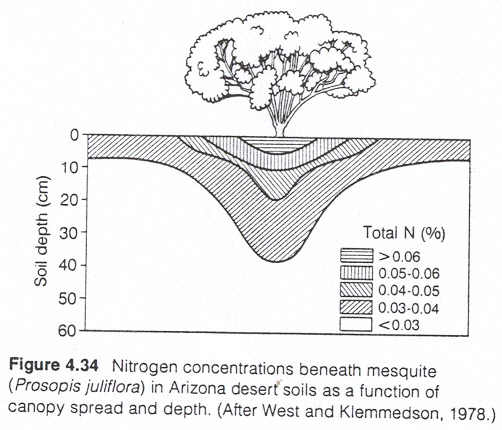 0
10
20
30
40
50
60
Soil depth (cm)
Total N (%)
>0.06
0.05-0.06
0.04-0.05
0.03-0.04
<0.03
Figure 4.34 Nitrogen concentrations beneath mesquite
(Prosopis juliflora) in Arizona desert soils as a function of
canopy spread and depth. (After West and Klemmedson, 1978.)